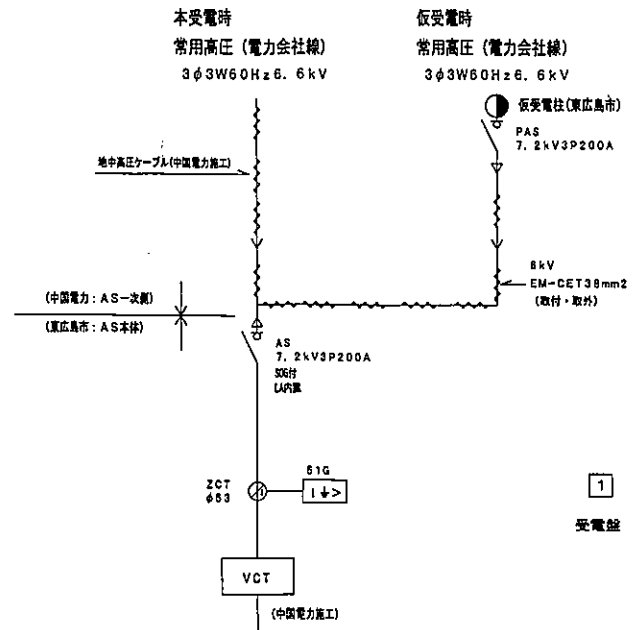 本受電時
常用高圧（電力会社線）
3φ3W60Hz6.6kV
仮受電時
常用高圧（電力会社線）
3φ3W60Hz6.6kV
仮受電柱(東広島市)
PAS
7.2kV3P200A
地中高圧ケーブル(中国電力施工)
6kV
EM-CET38mm2
(取付・取外)
(中国電力：AS一次側)
(東広島市：AS本体)
AS
7.2kV3P200A
SOG付
LA内蔵
ZCT
φ63
51G
I⏚>
1
受電盤
VCT
(中国電力施工)